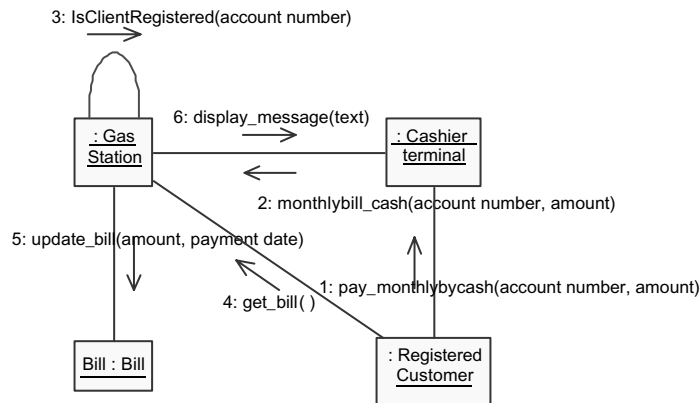 3: IsClientRegistered(account number)
6: display_message(text)
: Gas
Station
: Cashier
terminal
2: monthlybill_cash(account number, amount)
5: update_bill(amount, payment date)
4: get_bill( )
1: pay_monthlybycash(account number, amount)
Bill : Bill
: Registered
Customer